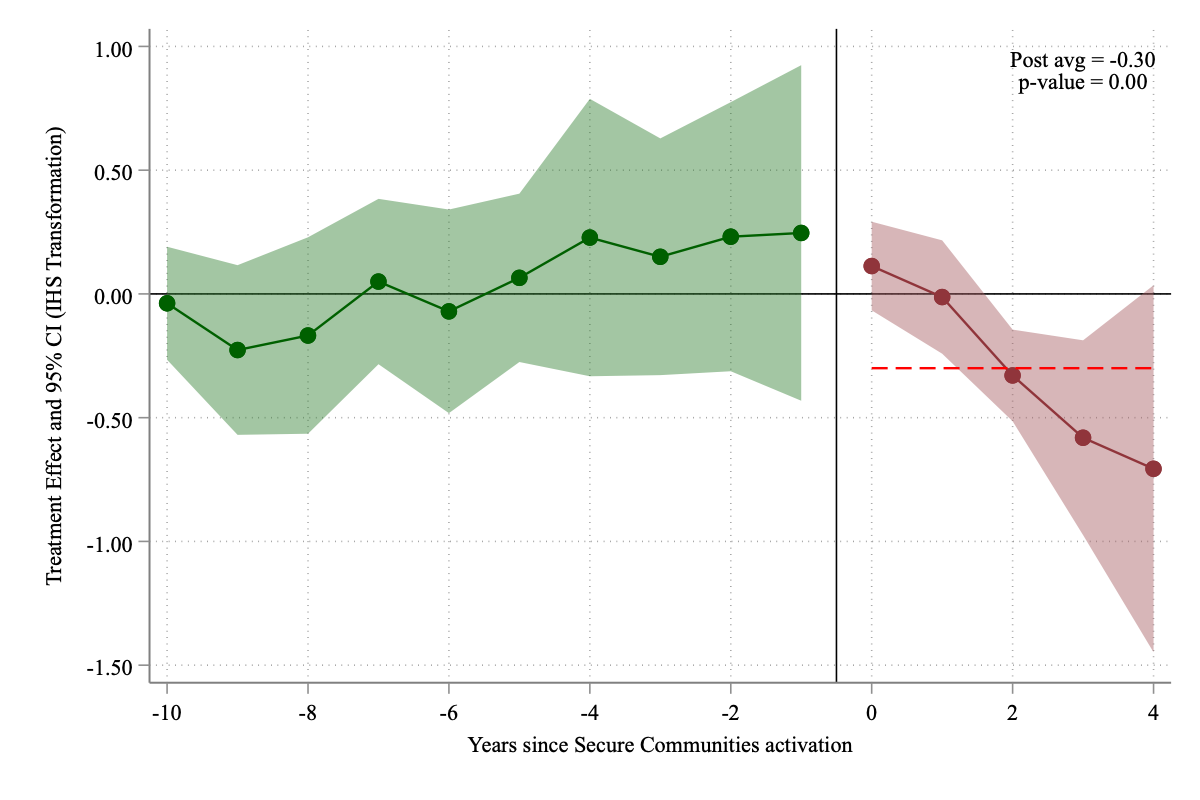 Post avg = -0.30
p-value = 0.00
Treatment Effect and 95% CI (IHS Transformation)
1.00
0.50
0.00
-0.50
-1.00
-1.50
-10 -8 -6 -4 -2 0 2 4
Years since Secure Communities activation